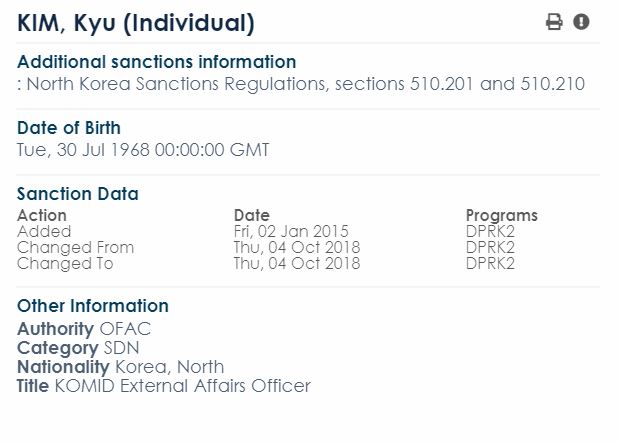 KIM, Kyu (Individual)
Additional sanctions information
: North Korea Sanctions Regulations, sections 510.201 and 510.210
Date of Birth
Tue, 30 Jul 1968 00:00:00 GMT
Sanction Data
Action Date Programs
Added Fri, 02 Jan 2015 DPRK2
Changed From Thu, 04 Oct 2018 DPRK2
Changed To Thu, 04 Oct 2018 DPRK2
Other Information
Authority OFAC
Category SDN
Nationality Korea, North
Title KOMID External Affairs Officer